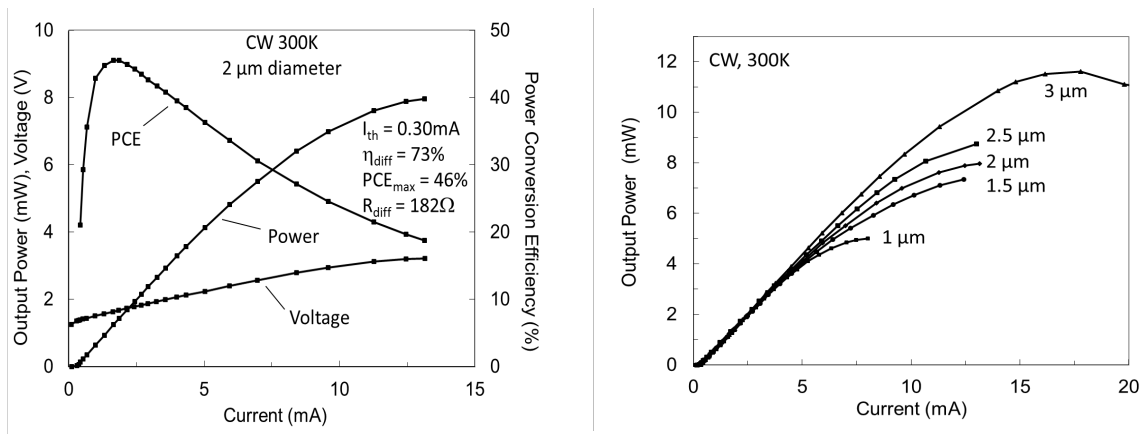 CW 300K
2 μm diameter
Output Power (mW), Voltage (V)
10
8
6
4
2
0
Power Conversion Efficiency (%)
50
40
30
20
10
0
PCE
I_th = 0.30mA
η_diff = 73%
PCE_max = 46%
R_diff = 182Ω
Power
Voltage
0
5
10
15
Current (mA)
CW, 300K
Output Power (mW)
12
10
8
6
4
2
0
3 μm
2.5 μm
2 μm
1.5 μm
1 μm
0
5
10
15
20
Current (mA)